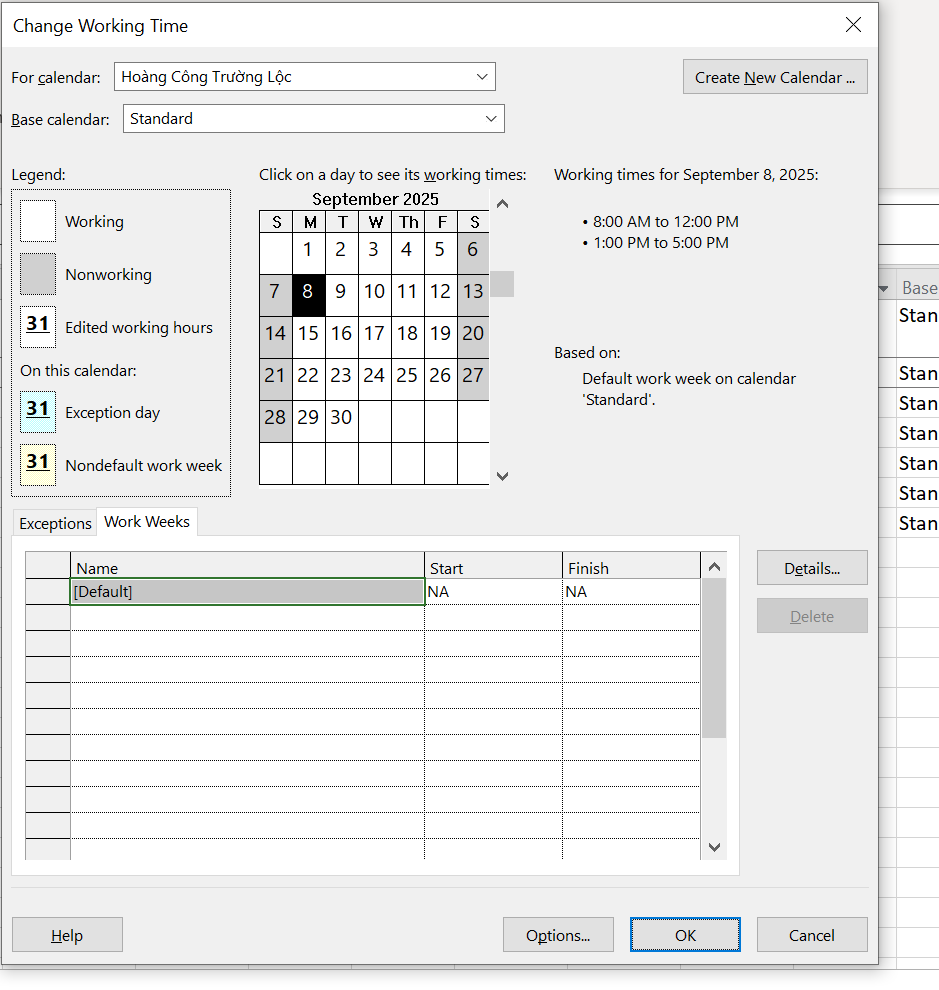 Change Working Time
For calendar: Hoàng Công Trường Lộc
Create New Calendar ...
Base calendar: Standard
Legend:
Working
Nonworking
31 Edited working hours
On this calendar:
31 Exception day
31 Nondefault work week
Click on a day to see its working times:
September 2025
S M T W Th F S
1 2 3 4 5 6
7 8 9 10 11 12 13
14 15 16 17 18 19 20
21 22 23 24 25 26 27
28 29 30
Working times for September 8, 2025:
• 8:00 AM to 12:00 PM
• 1:00 PM to 5:00 PM
Based on:
Default work week on calendar
'Standard'.
Exceptions Work Weeks
Name Start Finish
[Default] NA NA
Details...
Delete
Help Options... OK Cancel
Base
Stan
Stan
Stan
Stan
Stan
Stan
Stan